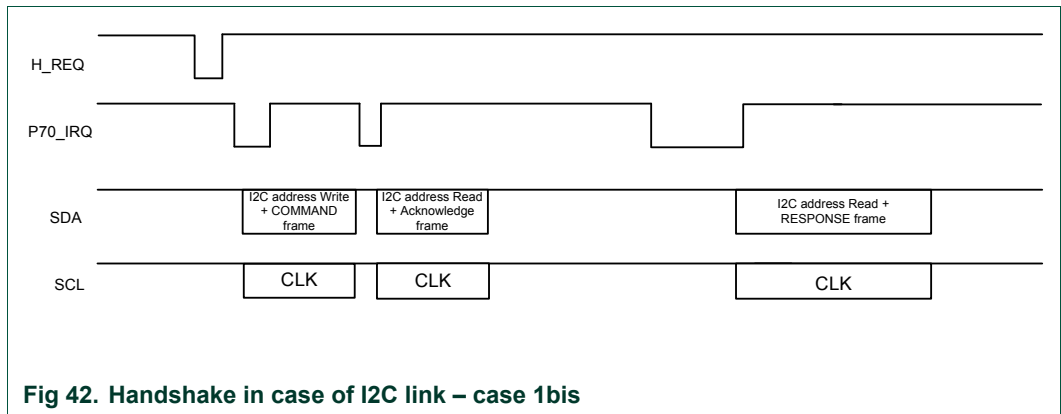 H_REQ
P70_IRQ
SDA
I2C address Write
+ COMMAND
frame
I2C address Read
+ Acknowledge
frame
I2C address Read +
RESPONSE frame
SCL
CLK
CLK
CLK
Fig 42. Handshake in case of I2C link – case 1bis